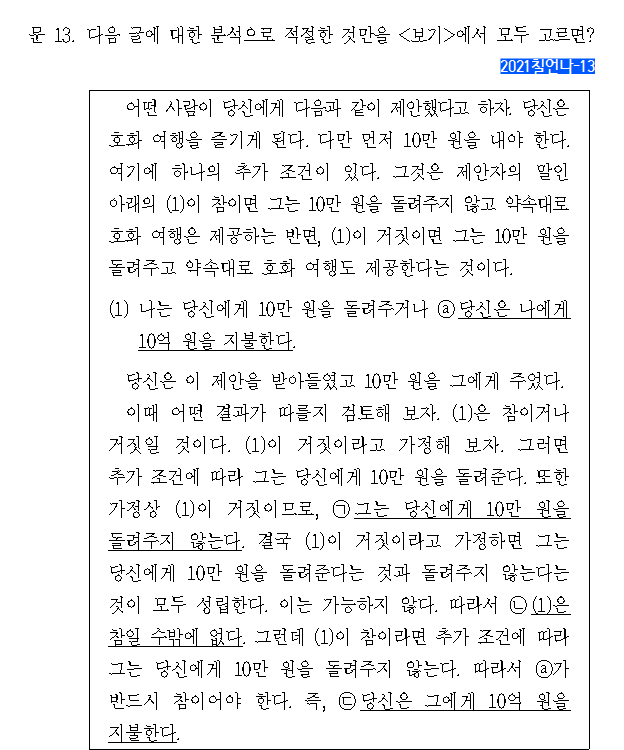 문 13. 다음 글에 대한 분석으로 적절한 것만을 <보기>에서 모두 고르면?
2021칠언나-13
어떤 사람이 당신에게 다음과 같이 제안했다고 하자. 당신은
호화 여행을 즐기게 된다. 다만 먼저 10만 원을 내야 한다.
여기에 하나의 추가 조건이 있다. 그것은 제안자의 말인
아래의 (1)이 참이면 그는 10만 원을 돌려주지 않고 약속대로
호화 여행은 제공하는 반면, (1)이 거짓이면 그는 10만 원을
돌려주고 약속대로 호화 여행도 제공한다는 것이다.
(1) 나는 당신에게 10만 원을 돌려주거나 ⓐ당신은 나에게
10억 원을 지불한다.
당신은 이 제안을 받아들였고 10만 원을 그에게 주었다.
이때 어떤 결과가 따를지 검토해 보자. (1)은 참이거나
거짓일 것이다. (1)이 거짓이라고 가정해 보자. 그러면
추가 조건에 따라 그는 당신에게 10만 원을 돌려준다. 또한
가정상 (1)이 거짓이므로, ㉠그는 당신에게 10만 원을
돌려주지 않는다. 결국 (1)이 거짓이라고 가정하면 그는
당신에게 10만 원을 돌려준다는 것과 돌려주지 않는다는
것이 모두 성립한다. 이는 가능하지 않다. 따라서 ㉡(1)은
참일 수밖에 없다. 그런데 (1)이 참이라면 추가 조건에 따라
그는 당신에게 10만 원을 돌려주지 않는다. 따라서 ⓐ가
반드시 참이어야 한다. 즉, ㉢당신은 그에게 10억 원을
지불한다.